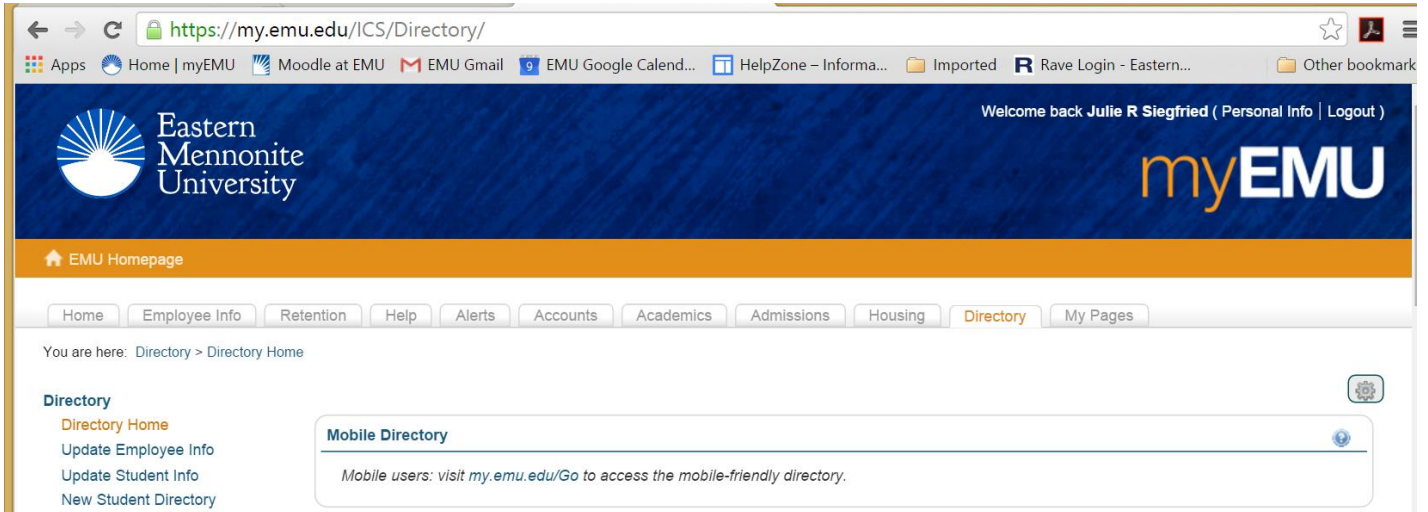 https://my.emu.edu/ICS/Directory/
Apps Home | myEMU Moodle at EMU EMU Gmail 9 EMU Google Calend... HelpZone – Informa... Imported R Rave Login - Eastern... Other bookmark
Welcome back Julie R Siegfried ( Personal Info | Logout )
Eastern
Mennonite
University
myEMU
EMU Homepage
Home Employee Info Retention Help Alerts Accounts Academics Admissions Housing Directory My Pages
You are here: Directory > Directory Home
Directory
Directory Home
Update Employee Info
Update Student Info
New Student Directory
Mobile Directory
?
Mobile users: visit my.emu.edu/Go to access the mobile-friendly directory.